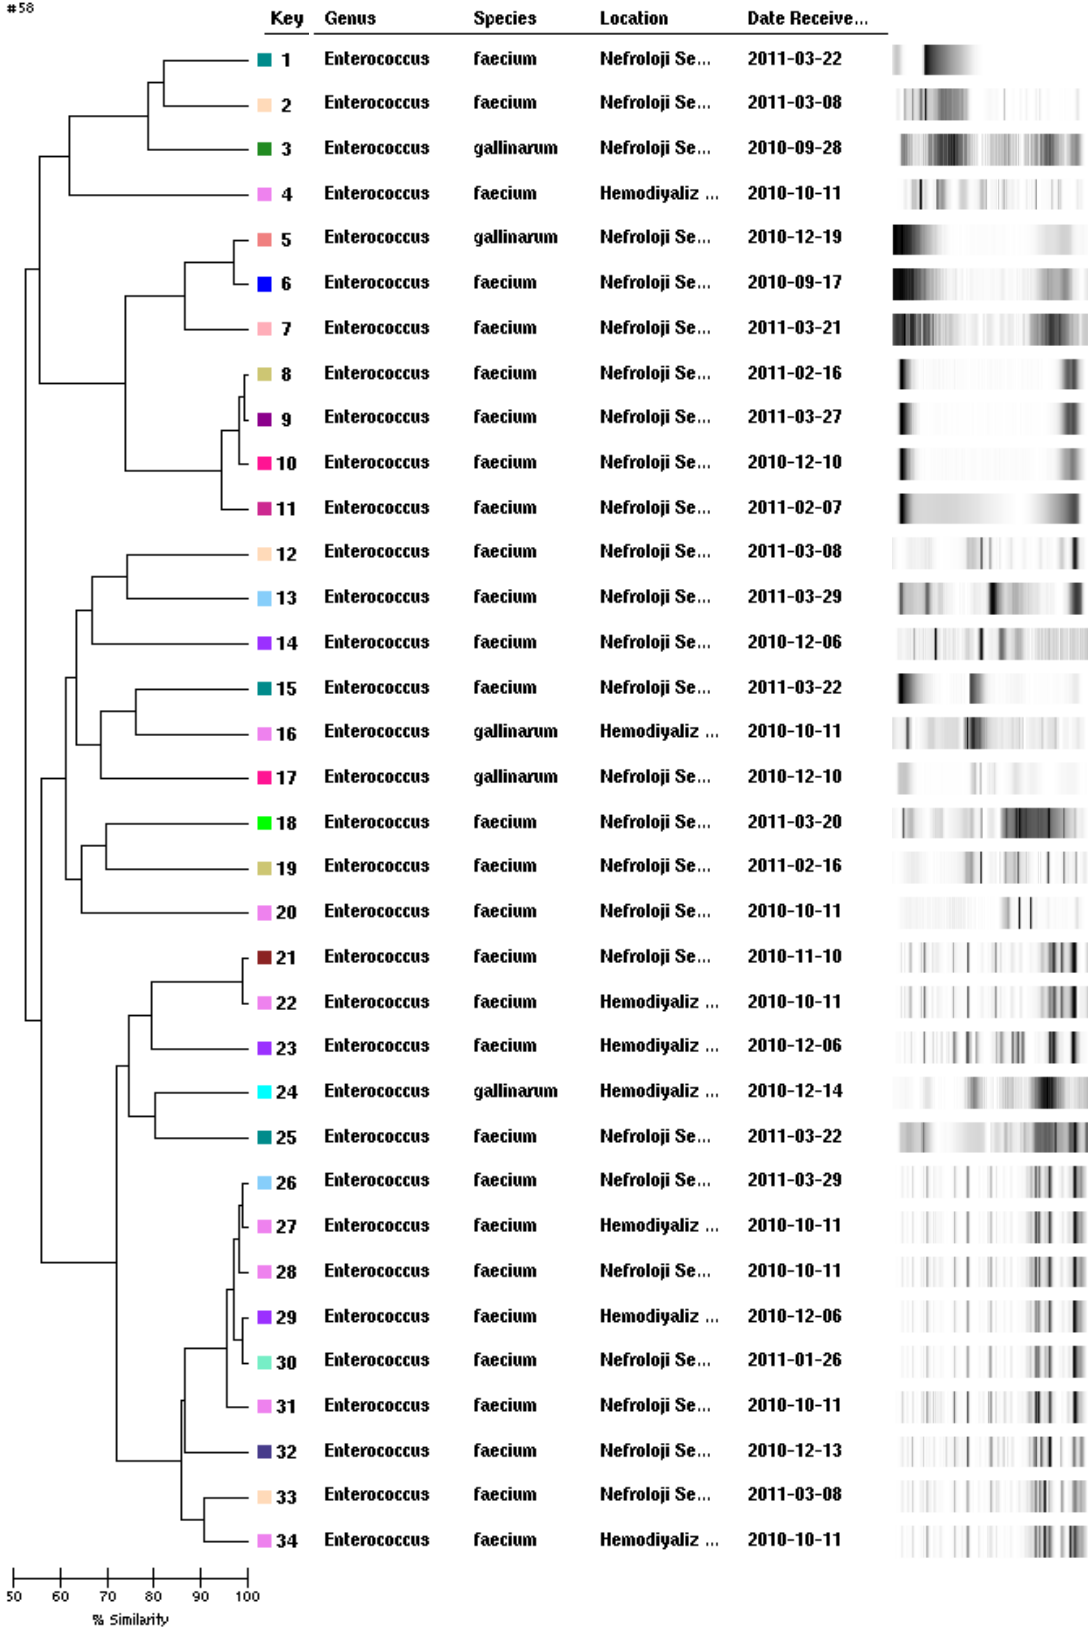 #58
Key Genus Species Location Date Receive...
1 Enterococcus faecium Nefroloji Se... 2011-03-22
2 Enterococcus faecium Nefroloji Se... 2011-03-08
3 Enterococcus gallinarum Nefroloji Se... 2010-09-28
4 Enterococcus faecium Hemodiyaliz ... 2010-10-11
5 Enterococcus gallinarum Nefroloji Se... 2010-12-19
6 Enterococcus faecium Nefroloji Se... 2010-09-17
7 Enterococcus faecium Nefroloji Se... 2011-03-21
8 Enterococcus faecium Nefroloji Se... 2011-02-16
9 Enterococcus faecium Nefroloji Se... 2011-03-27
10 Enterococcus faecium Nefroloji Se... 2010-12-10
11 Enterococcus faecium Nefroloji Se... 2011-02-07
12 Enterococcus faecium Nefroloji Se... 2011-03-08
13 Enterococcus faecium Nefroloji Se... 2011-03-29
14 Enterococcus faecium Nefroloji Se... 2010-12-06
15 Enterococcus faecium Nefroloji Se... 2011-03-22
16 Enterococcus gallinarum Hemodiyaliz ... 2010-10-11
17 Enterococcus gallinarum Nefroloji Se... 2010-12-10
18 Enterococcus faecium Nefroloji Se... 2011-03-20
19 Enterococcus faecium Nefroloji Se... 2011-02-16
20 Enterococcus faecium Nefroloji Se... 2010-10-11
21 Enterococcus faecium Nefroloji Se... 2010-11-10
22 Enterococcus faecium Hemodiyaliz ... 2010-10-11
23 Enterococcus faecium Hemodiyaliz ... 2010-12-06
24 Enterococcus gallinarum Hemodiyaliz ... 2010-12-14
25 Enterococcus faecium Nefroloji Se... 2011-03-22
26 Enterococcus faecium Nefroloji Se... 2011-03-29
27 Enterococcus faecium Hemodiyaliz ... 2010-10-11
28 Enterococcus faecium Nefroloji Se... 2010-10-11
29 Enterococcus faecium Hemodiyaliz ... 2010-12-06
30 Enterococcus faecium Nefroloji Se... 2011-01-26
31 Enterococcus faecium Nefroloji Se... 2010-10-11
32 Enterococcus faecium Nefroloji Se... 2010-12-13
33 Enterococcus faecium Nefroloji Se... 2011-03-08
34 Enterococcus faecium Hemodiyaliz ... 2010-10-11
50 60 70 80 90 100
% Similarity